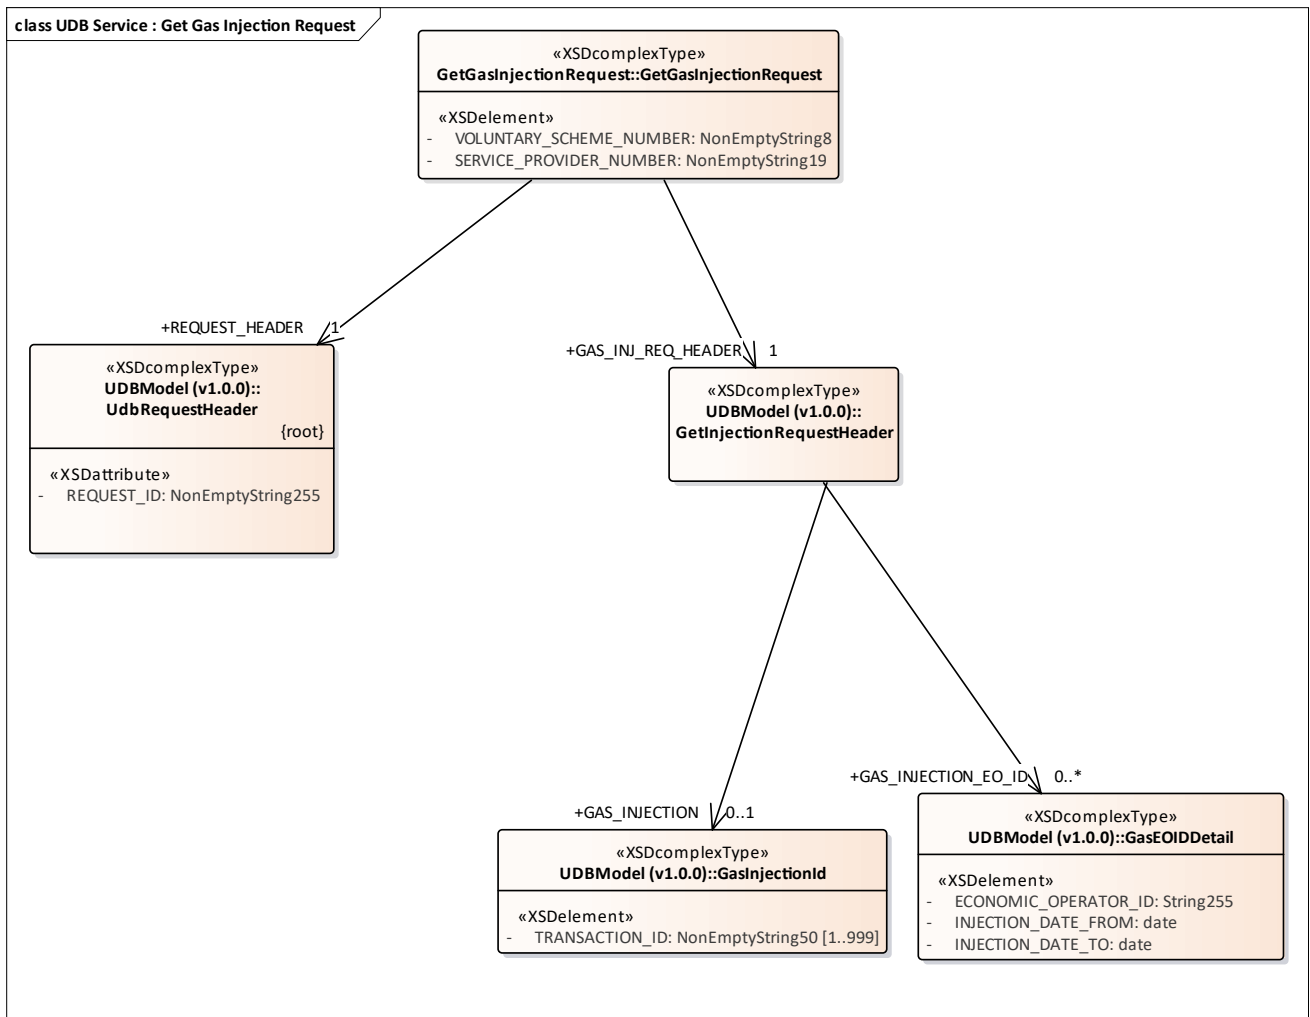 class UDB Service : Get Gas Injection Request
«XSDcomplexType»
GetGasInjectionRequest::GetGasInjectionRequest
«XSDelement»
- VOLUNTARY_SCHEME_NUMBER: NonEmptyString8
- SERVICE_PROVIDER_NUMBER: NonEmptyString19
+REQUEST_HEADER 1
«XSDcomplexType»
UDBModel (v1.0.0)::
UdbRequestHeader
{root}
«XSDattribute»
- REQUEST_ID: NonEmptyString255
+GAS_INJ_REQ_HEADER 1
«XSDcomplexType»
UDBModel (v1.0.0)::
GetInjectionRequestHeader
+GAS_INJECTION 0..1
«XSDcomplexType»
UDBModel (v1.0.0)::GasInjectionId
«XSDelement»
- TRANSACTION_ID: NonEmptyString50 [1..999]
+GAS_INJECTION_EO_ID 0..*
«XSDcomplexType»
UDBModel (v1.0.0)::GasEOIDDetail
«XSDelement»
- ECONOMIC_OPERATOR_ID: String255
- INJECTION_DATE_FROM: date
- INJECTION_DATE_TO: date